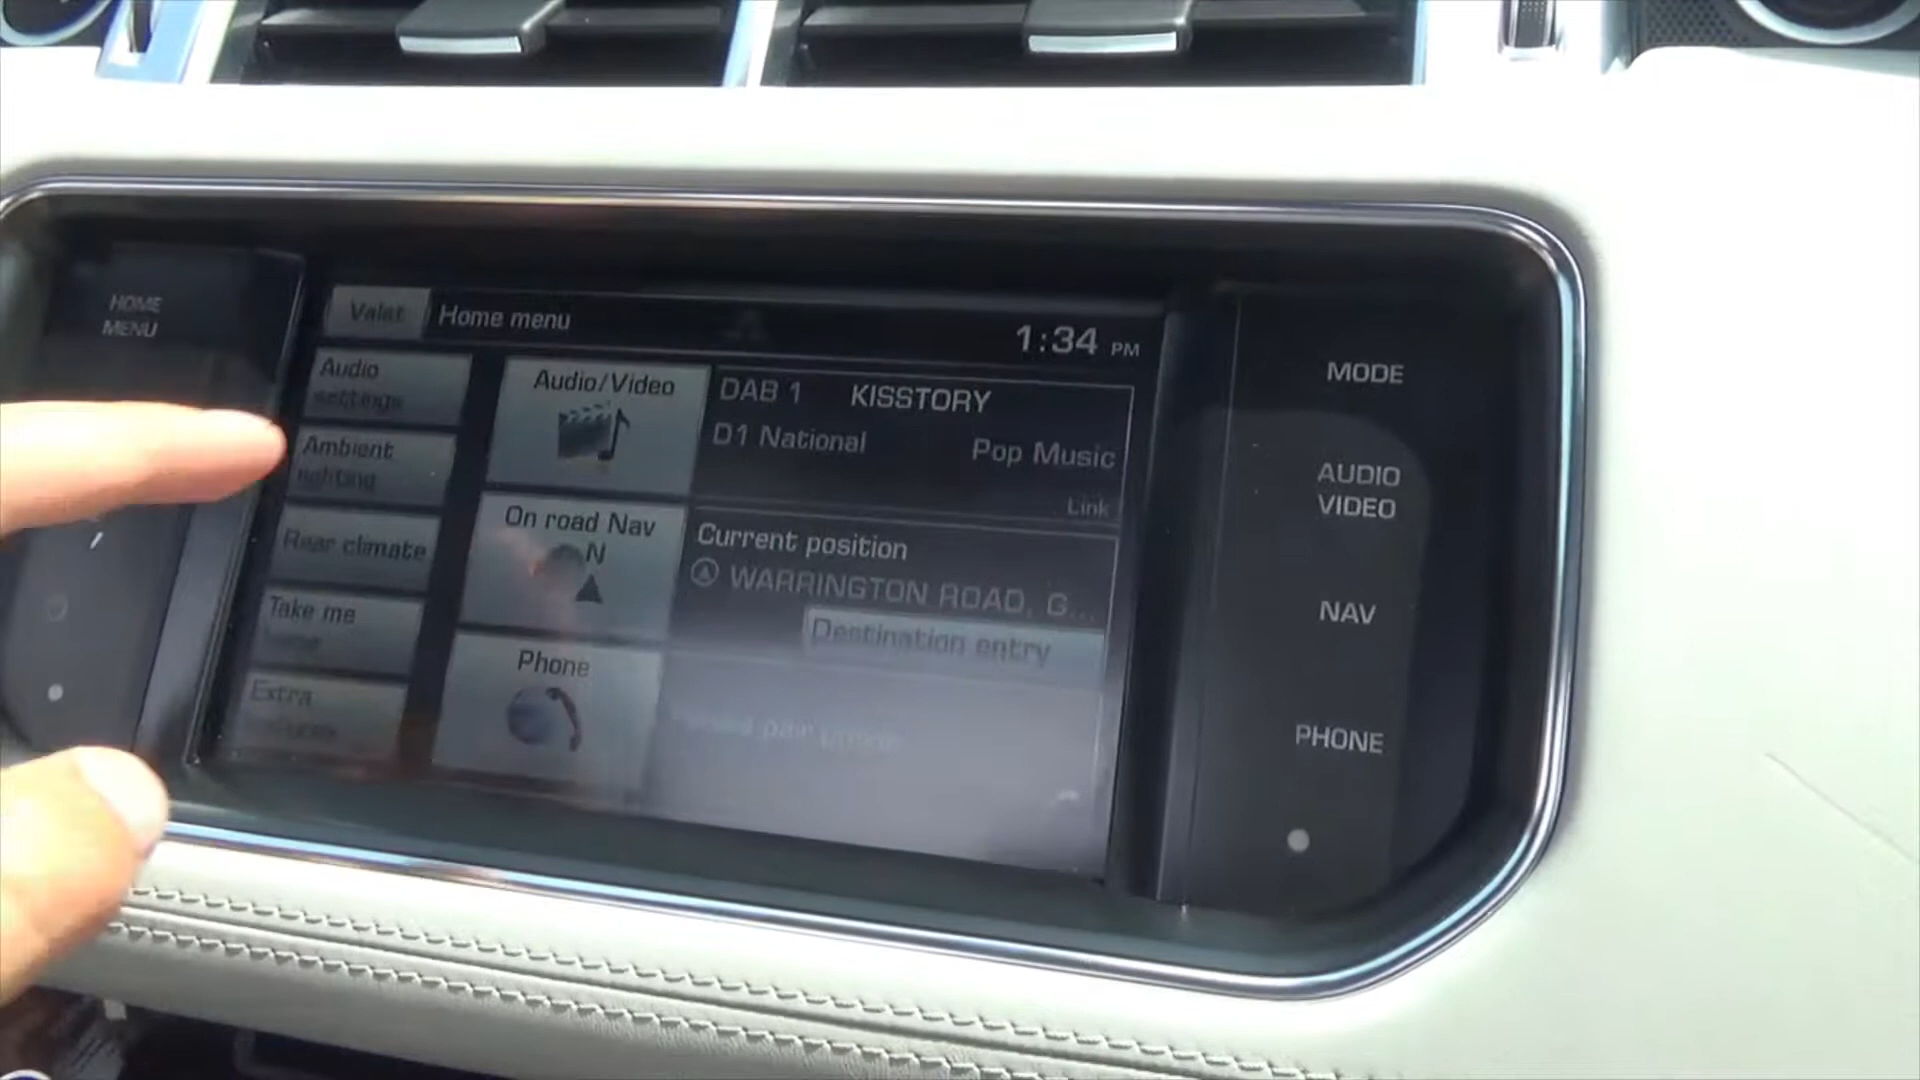 HOME
MENU
Valet
Home menu
1:34 PM
Audio
settings
Ambient
lighting
Rear climate
Take me
home
Extra
Audio/Video
DAB 1 KISSTORY
D1 National Pop Music
Link
On road Nav
N
Current position
WARRINGTON ROAD, G...
Destination entry
Phone
MODE
AUDIO
VIDEO
NAV
PHONE